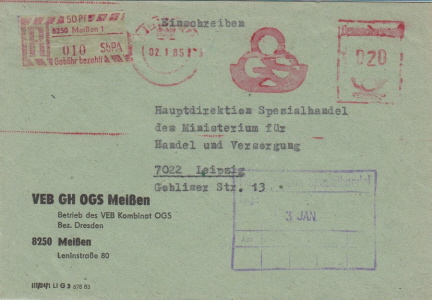 Einschreiben
50 Pf
8250 Meißen 1
R 010 SbPA
Gebühr bezahlt
02.1.85
020
Hauptdirektion Spezialhandel
des Ministerium für
Handel und Versorgung
7022 Leipzig
Gohliser Str. 13
3 JAN.
VEB GH OGS Meißen
Betrieb des VEB Kombinat OGS
Bez. Dresden
8250 Meißen
Leninstraße 80